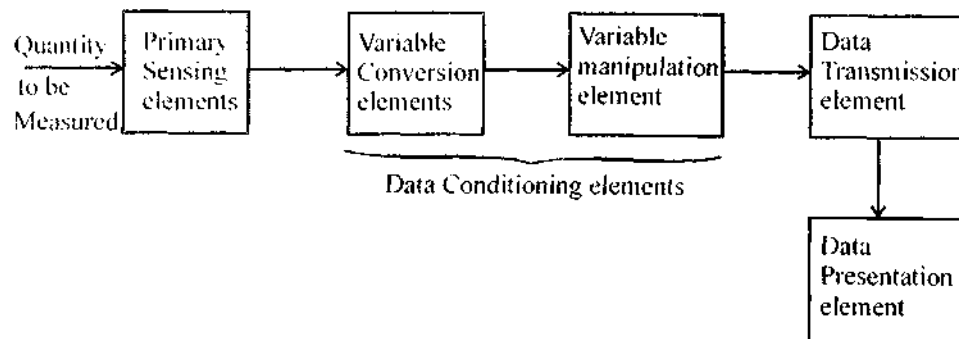 Quantity
to be
Measured
Primary
Sensing
elements
Variable
Conversion
elements
Variable
manipulation
element
Data
Transmission
element
Data Conditioning elements
Data
Presentation
element